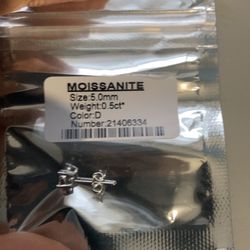 MOISSANITE
Size:5.0mm
Weight:0.5ct*
Color:D
Number:21406334